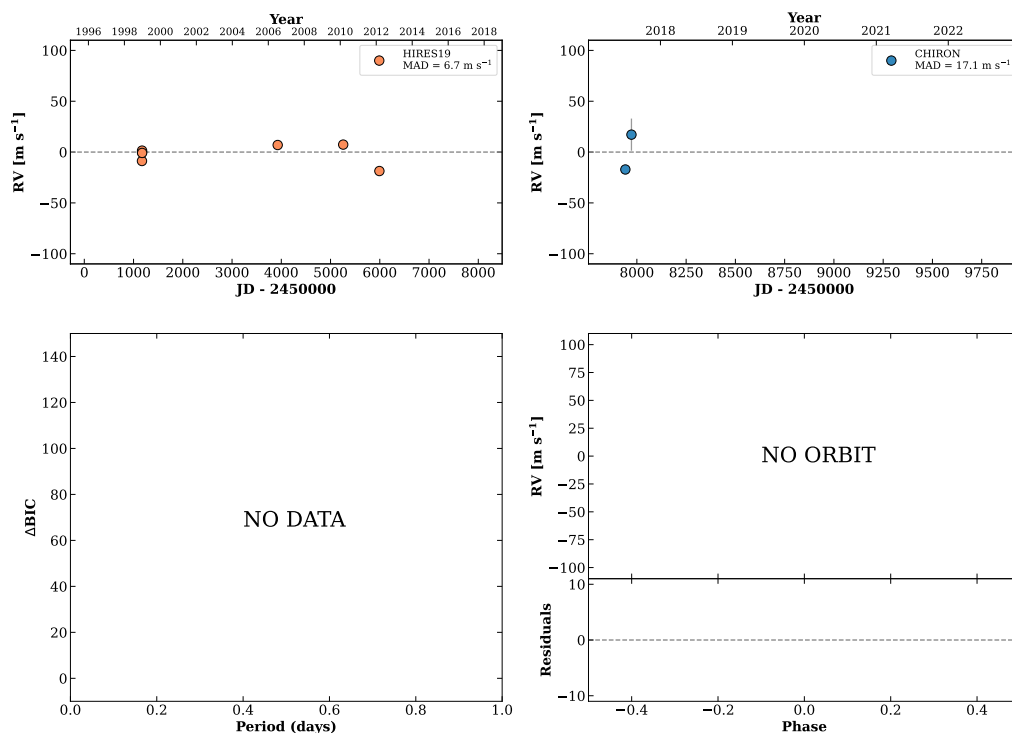 Year
1996 1998 2000 2002 2004 2006 2008 2010 2012 2014 2016 2018
HIRES19
MAD = 6.7 m s⁻¹
RV [m s⁻¹]
100
50
0
−50
−100
0 1000 2000 3000 4000 5000 6000 7000 8000
JD - 2450000
Year
2018 2019 2020 2021 2022
CHIRON
MAD = 17.1 m s⁻¹
RV [m s⁻¹]
100
50
0
−50
−100
8000 8250 8500 8750 9000 9250 9500 9750
JD - 2450000
ΔBIC
140
120
100
80
60
40
20
0
NO DATA
0.0 0.2 0.4 0.6 0.8 1.0
Period (days)
RV [m s⁻¹]
100
75
50
25
0
−25
−50
−75
−100
NO ORBIT
Residuals
10
0
−10
−0.4 −0.2 0.0 0.2 0.4
Phase